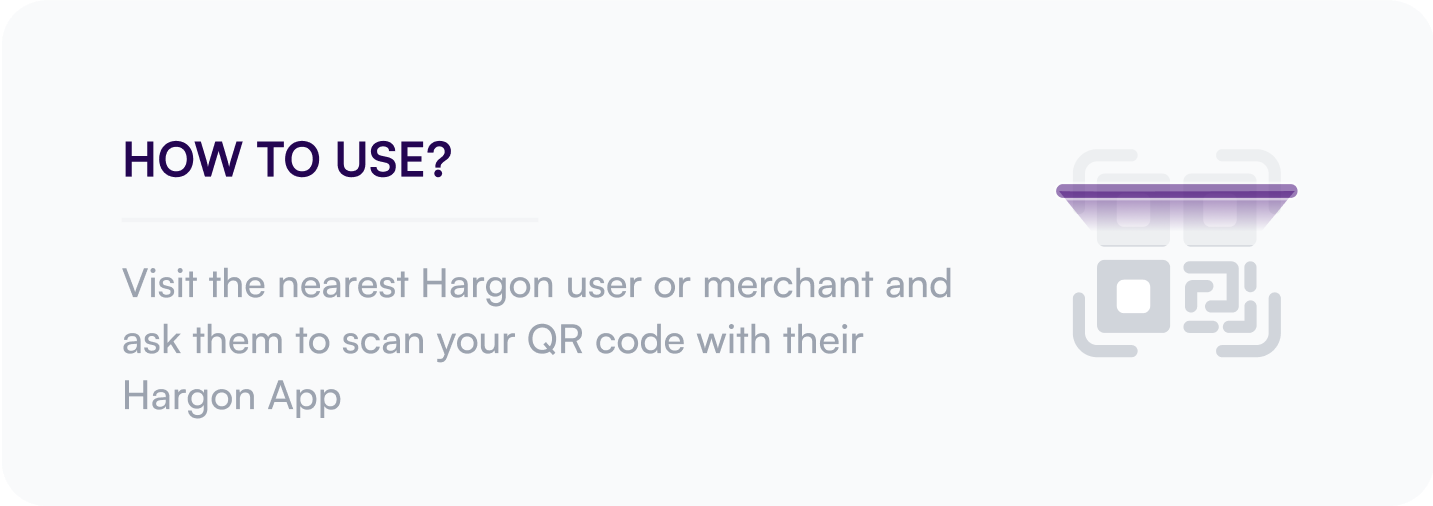 HOW TO USE?
Visit the nearest Hargon user or merchant and
ask them to scan your QR code with their
Hargon App